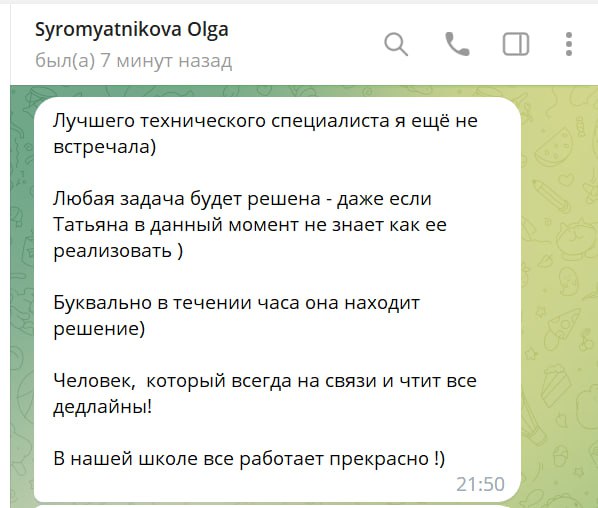 Syromyatnikova Olga
был(а) 7 минут назад
Лучшего технического специалиста я ещё не
встречала)
Любая задача будет решена - даже если
Татьяна в данный момент не знает как ее
реализовать )
Буквально в течении часа она находит
решение)
Человек,  который всегда на связи и чтит все
дедлайны!
В нашей школе все работает прекрасно !)
21:50